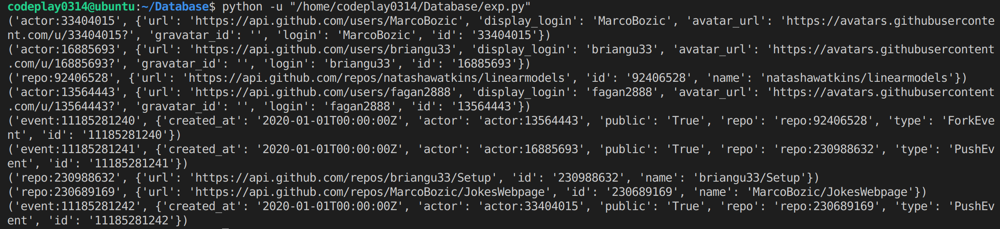 codeplay0314@ubuntu:~/Database$ python -u "/home/codeplay0314/Database/exp.py"
('actor:33404015', {'url': 'https://api.github.com/users/MarcoBozic', 'display_login': 'MarcoBozic', 'avatar_url': 'https://avatars.githubuserconte
nt.com/u/33404015?', 'gravatar_id': '', 'login': 'MarcoBozic', 'id': '33404015'})
('actor:16885693', {'url': 'https://api.github.com/users/briangu33', 'display_login': 'briangu33', 'avatar_url': 'https://avatars.githubusercontent
.com/u/16885693?', 'gravatar_id': '', 'login': 'briangu33', 'id': '16885693'})
('repo:92406528', {'url': 'https://api.github.com/repos/natashawatkins/linearmodels', 'id': '92406528', 'name': 'natashawatkins/linearmodels'})
('actor:13564443', {'url': 'https://api.github.com/users/fagan2888', 'display_login': 'fagan2888', 'avatar_url': 'https://avatars.githubusercontent
.com/u/13564443?', 'gravatar_id': '', 'login': 'fagan2888', 'id': '13564443'})
('event:11185281240', {'created_at': '2020-01-01T00:00:00Z', 'actor': 'actor:13564443', 'public': 'True', 'repo': 'repo:92406528', 'type': 'ForkEve
nt', 'id': '11185281240'})
('event:11185281241', {'created_at': '2020-01-01T00:00:00Z', 'actor': 'actor:16885693', 'public': 'True', 'repo': 'repo:230988632', 'type': 'PushEv
ent', 'id': '11185281241'})
('repo:230988632', {'url': 'https://api.github.com/repos/briangu33/Setup', 'id': '230988632', 'name': 'briangu33/Setup'})
('repo:230689169', {'url': 'https://api.github.com/repos/MarcoBozic/JokesWebpage', 'id': '230689169', 'name': 'MarcoBozic/JokesWebpage'})
('event:11185281242', {'created_at': '2020-01-01T00:00:00Z', 'actor': 'actor:33404015', 'public': 'True', 'repo': 'repo:230689169', 'type': 'PushEv
ent', 'id': '11185281242'})